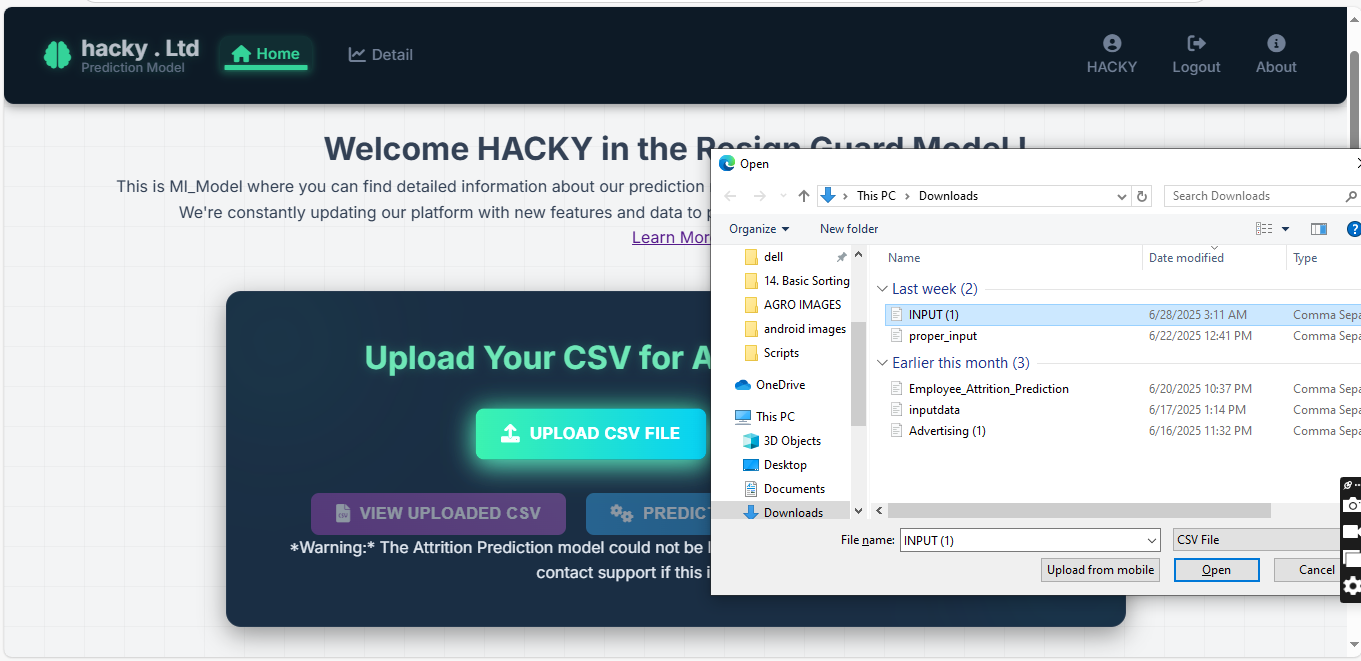 hacky . Ltd
Prediction Model
Home
Detail
HACKY
Logout
About
Welcome HACKY in the Resign Guard Model !
This is MI_Model where you can find detailed information about our prediction
We're constantly updating our platform with new features and data to
Learn Mor
Upload Your CSV for A
UPLOAD CSV FILE
VIEW UPLOADED CSV
PREDICT
*Warning:* The Attrition Prediction model could not be
contact support if this i
Open
This PC
Downloads
Search Downloads
Organize
New folder
dell
14. Basic Sorting
AGRO IMAGES
android images
Scripts
OneDrive
This PC
3D Objects
Desktop
Documents
Downloads
Name
Date modified
Type
Last week (2)
INPUT (1)
6/28/2025 3:11 AM
Comma Sepa
proper_input
6/22/2025 12:41 PM
Comma Sepa
Earlier this month (3)
Employee_Attrition_Prediction
6/20/2025 10:37 PM
Comma Sepa
inputdata
6/17/2025 1:14 PM
Comma Sepa
Advertising (1)
6/16/2025 11:32 PM
Comma Sepa
File name:
INPUT (1)
CSV File
Upload from mobile
Open
Cancel